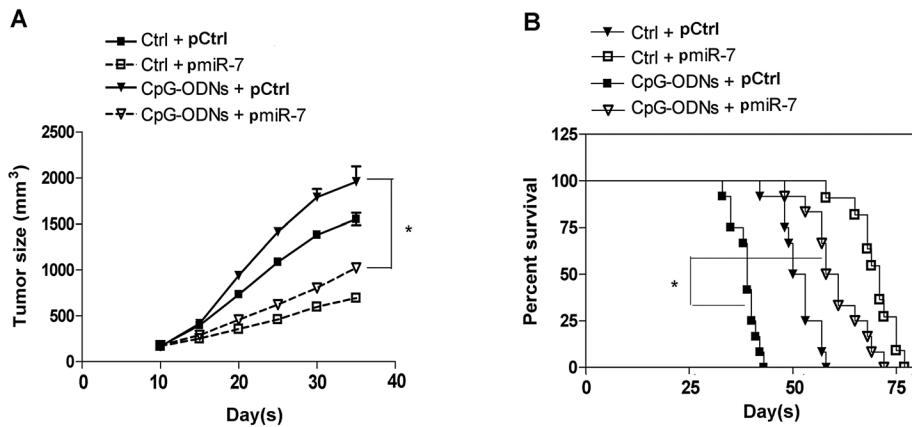 A
Ctrl + pCtrl
Ctrl + pmiR-7
CpG-ODNs + pCtrl
CpG-ODNs + pmiR-7
Tumor size (mm³)
2500
2000
1500
1000
500
0
0 10 20 30 40
Day(s)
*
B
Ctrl + pCtrl
Ctrl + pmiR-7
CpG-ODNs + pCtrl
CpG-ODNs + pmiR-7
Percent survival
125
100
75
50
25
0
0 25 50 75
Day(s)
*